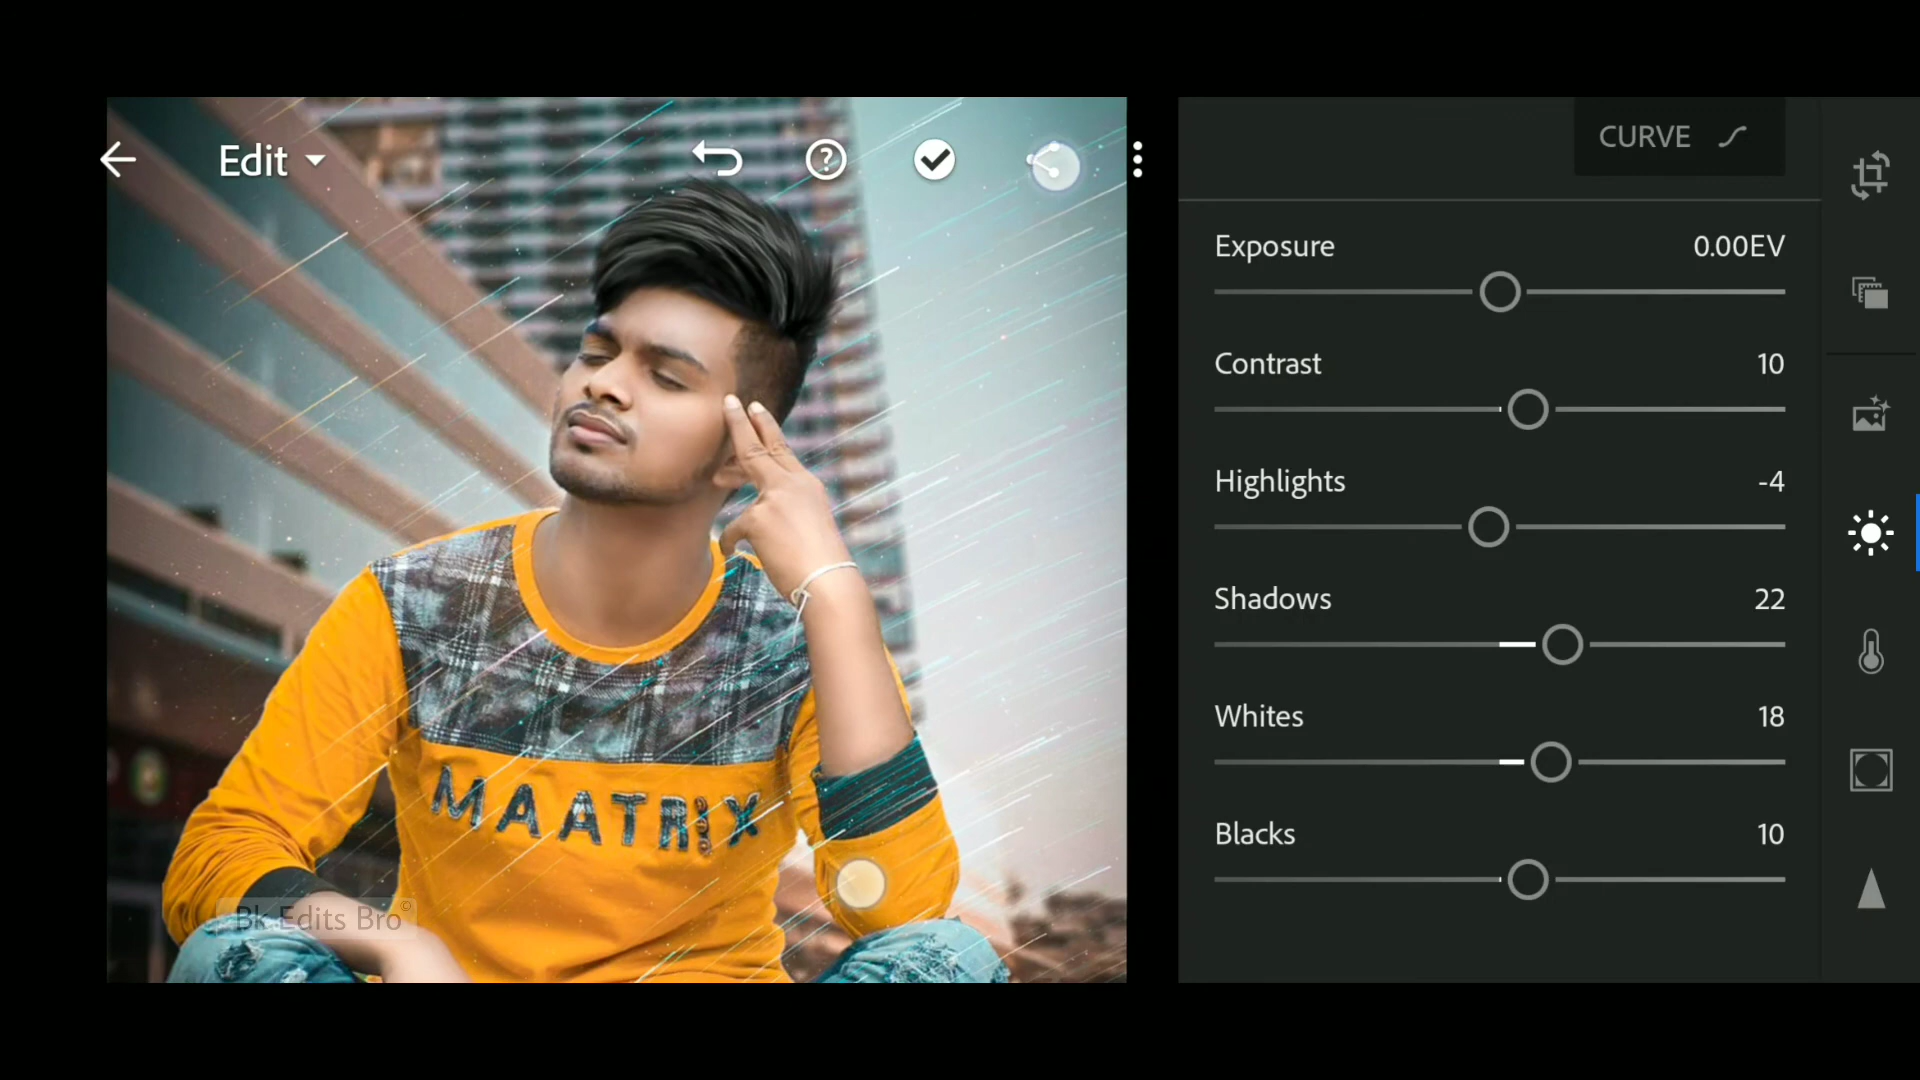 Edit
CURVE
Exposure 0.00EV
Contrast 10
Highlights -4
Shadows 22
Whites 18
Blacks 10
MAATRIX
Bk Edits Bro©